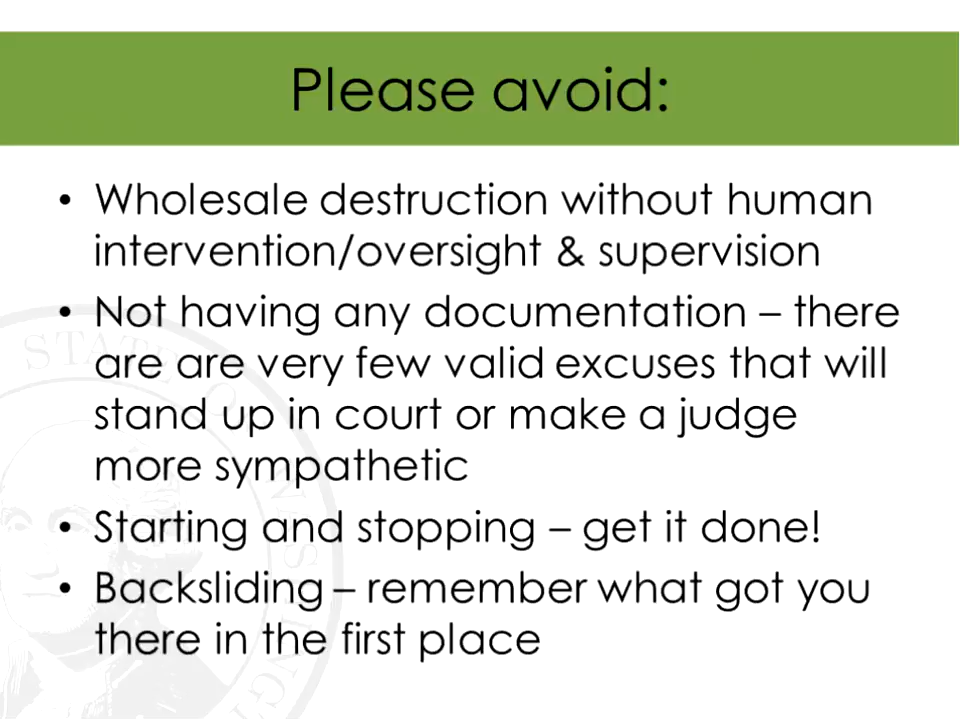 Please avoid:
• Wholesale destruction without human
intervention/oversight & supervision
• Not having any documentation – there
are are very few valid excuses that will
stand up in court or make a judge
more sympathetic
• Starting and stopping – get it done!
• Backsliding – remember what got you
there in the first place
STATE O
WASHINGT